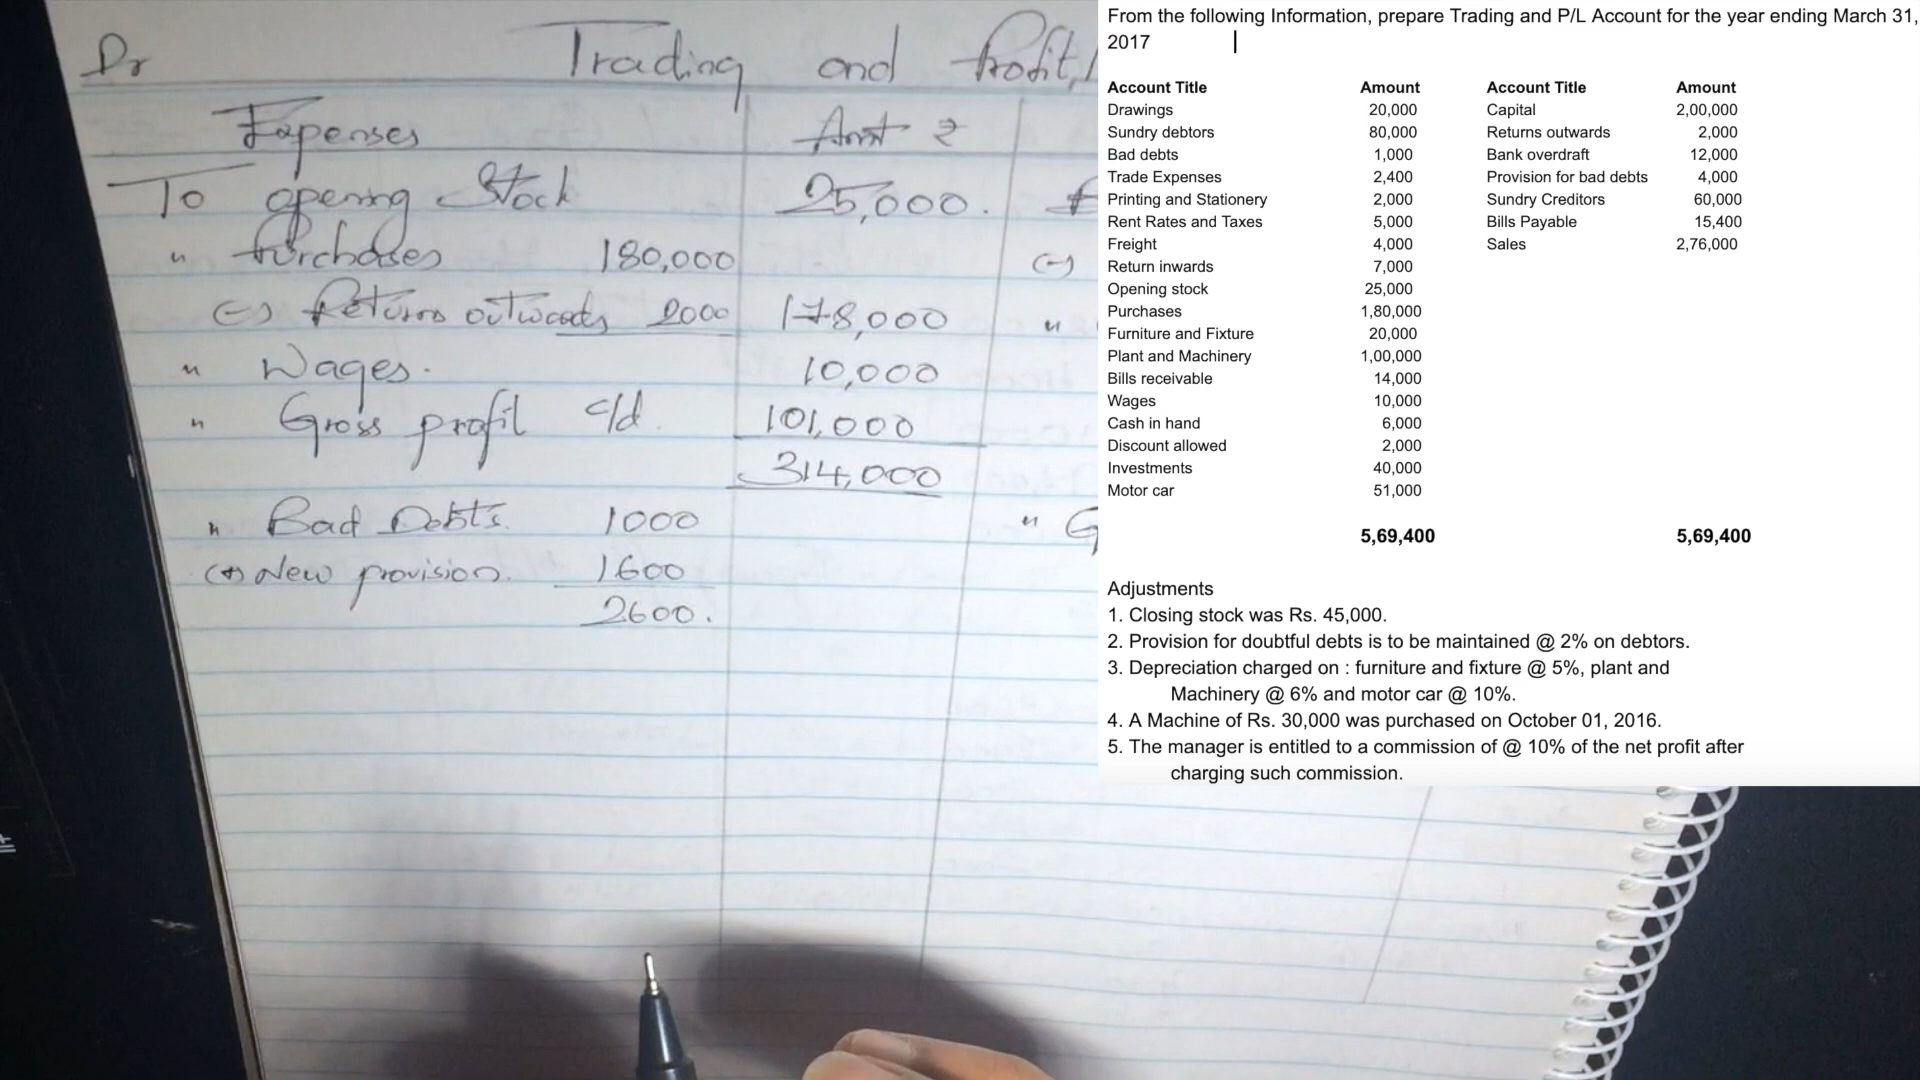 Dr Trading and Profit
Expenses Amt ₹
To opening Stock 25,000.
" Purchases 180,000
(-) Returns outwards 2000 178,000
" Wages. 10,000
" Gross profit c/d. 101,000
314,000
" Bad Debts. 1000
(+) New provision. 1600
2600.
(-)
"
" G
From the following Information, prepare Trading and P/L Account for the year ending March 31,
2017
Account Title Amount Account Title Amount
Drawings 20,000 Capital 2,00,000
Sundry debtors 80,000 Returns outwards 2,000
Bad debts 1,000 Bank overdraft 12,000
Trade Expenses 2,400 Provision for bad debts 4,000
Printing and Stationery 2,000 Sundry Creditors 60,000
Rent Rates and Taxes 5,000 Bills Payable 15,400
Freight 4,000 Sales 2,76,000
Return inwards 7,000
Opening stock 25,000
Purchases 1,80,000
Furniture and Fixture 20,000
Plant and Machinery 1,00,000
Bills receivable 14,000
Wages 10,000
Cash in hand 6,000
Discount allowed 2,000
Investments 40,000
Motor car 51,000
5,69,400 5,69,400
Adjustments
1. Closing stock was Rs. 45,000.
2. Provision for doubtful debts is to be maintained @ 2% on debtors.
3. Depreciation charged on : furniture and fixture @ 5%, plant and
Machinery @ 6% and motor car @ 10%.
4. A Machine of Rs. 30,000 was purchased on October 01, 2016.
5. The manager is entitled to a commission of @ 10% of the net profit after
charging such commission.